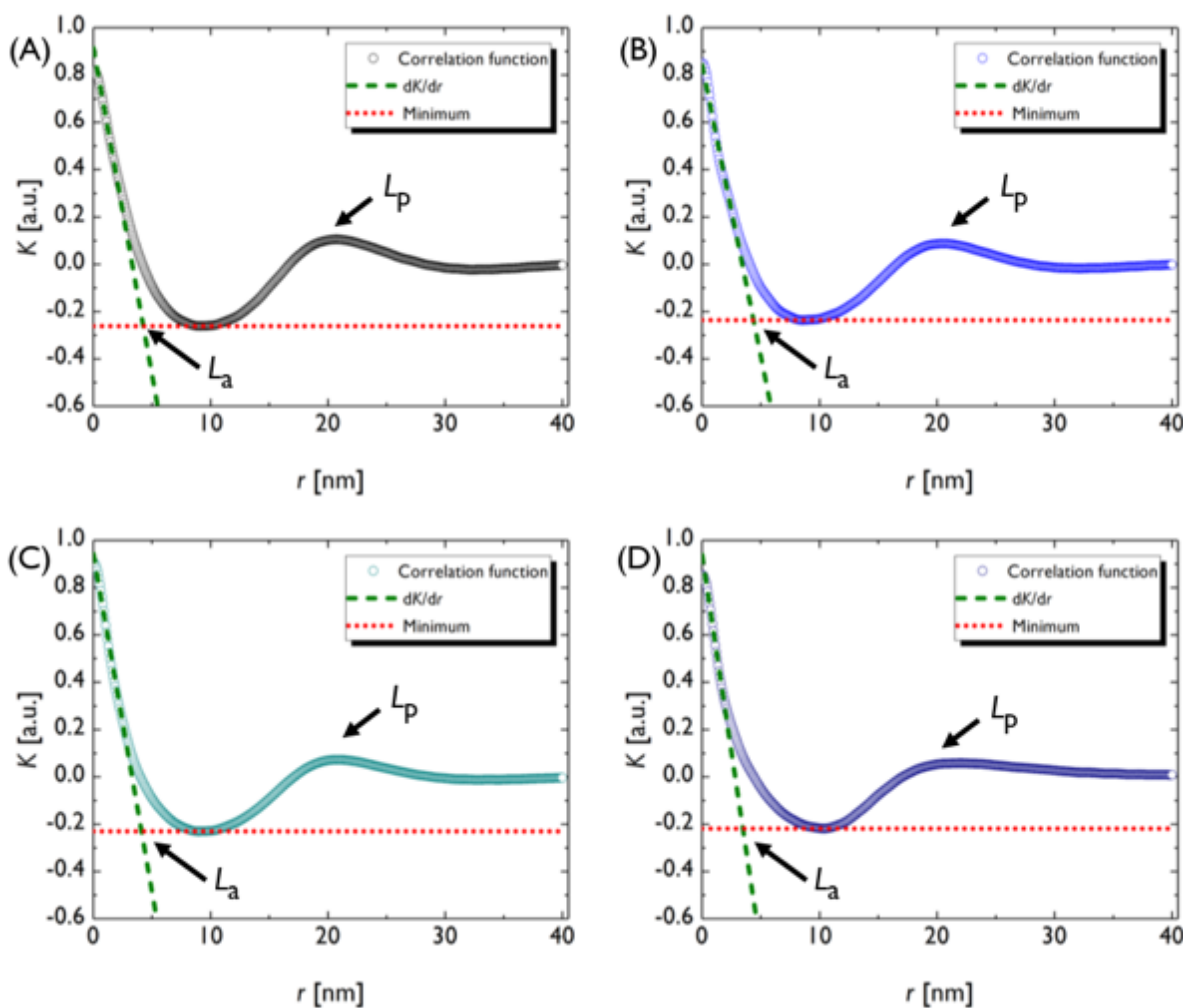 (A)
1.0
0.8
0.6
0.4
0.2
0.0
-0.2
-0.4
-0.6
K [a.u.]
Correlation function
dK/dr
Minimum
Lp
La
0 10 20 30 40
r [nm]
(B)
1.0
0.8
0.6
0.4
0.2
0.0
-0.2
-0.4
-0.6
K [a.u.]
Correlation function
dK/dr
Minimum
Lp
La
0 10 20 30 40
r [nm]
(C)
1.0
0.8
0.6
0.4
0.2
0.0
-0.2
-0.4
-0.6
K [a.u.]
Correlation function
dK/dr
Minimum
Lp
La
0 10 20 30 40
r [nm]
(D)
1.0
0.8
0.6
0.4
0.2
0.0
-0.2
-0.4
-0.6
K [a.u.]
Correlation function
dK/dr
Minimum
Lp
La
0 10 20 30 40
r [nm]